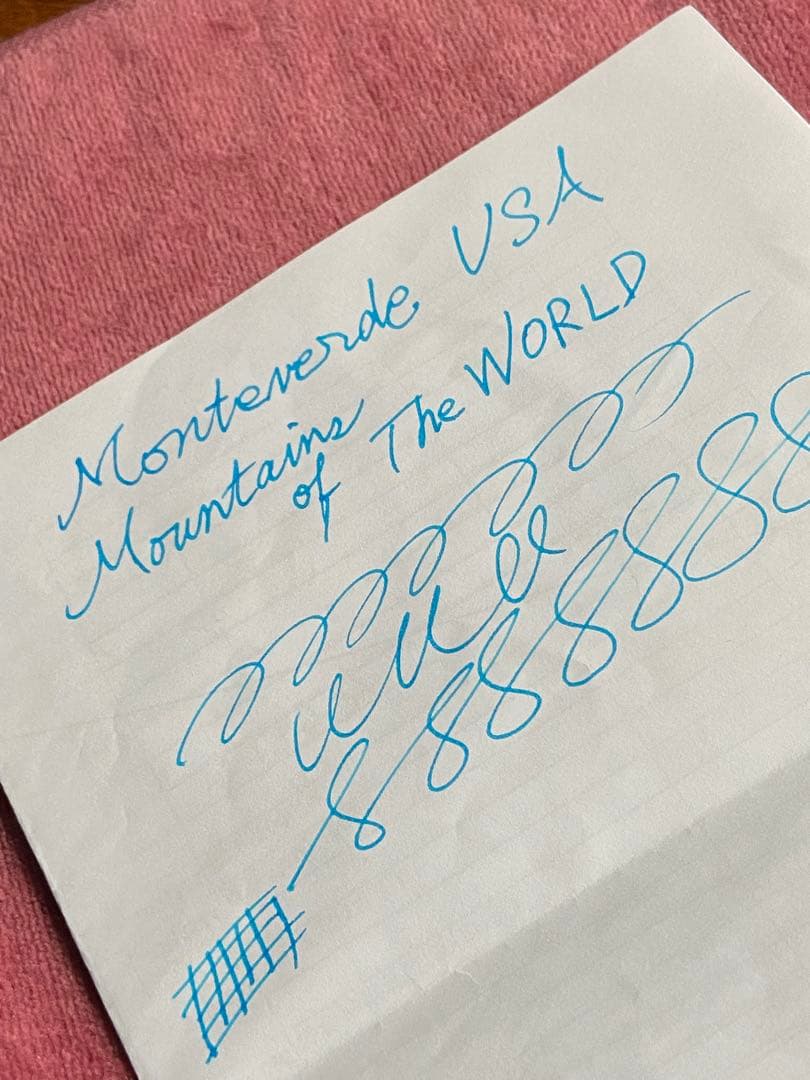 Monteverde USA
Mountains
of The WORLD